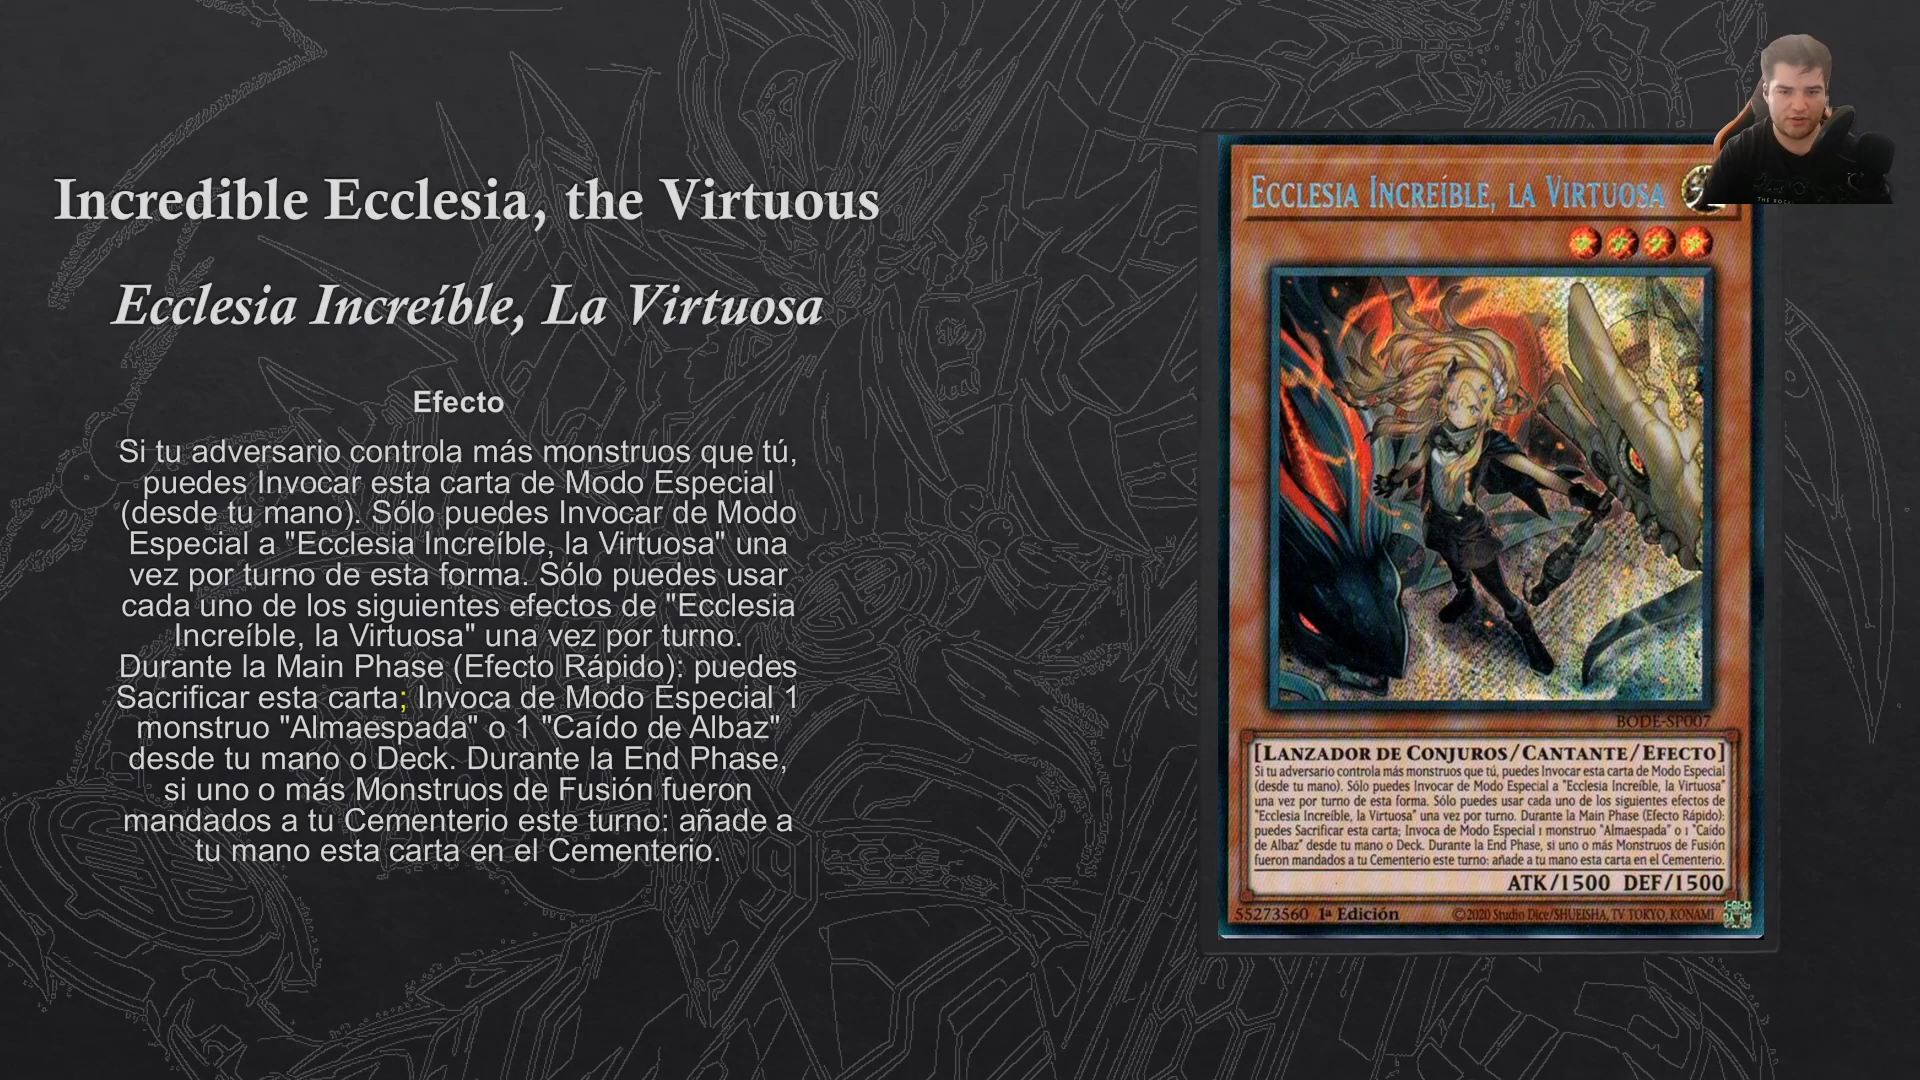 Incredible Ecclesia, the Virtuous
Ecclesia Increíble, La Virtuosa
Efecto
Si tu adversario controla más monstruos que tú,
puedes Invocar esta carta de Modo Especial
(desde tu mano). Sólo puedes Invocar de Modo
Especial a "Ecclesia Increíble, la Virtuosa" una
vez por turno de esta forma. Sólo puedes usar
cada uno de los siguientes efectos de "Ecclesia
Increíble, la Virtuosa" una vez por turno.
Durante la Main Phase (Efecto Rápido): puedes
Sacrificar esta carta; Invoca de Modo Especial 1
monstruo "Almaespada" o 1 "Caído de Albaz"
desde tu mano o Deck. Durante la End Phase,
si uno o más Monstruos de Fusión fueron
mandados a tu Cementerio este turno: añade a
tu mano esta carta en el Cementerio.
Ecclesia Increíble, la Virtuosa
BODE-SP007
[Lanzador de Conjuros/Cantante/Efecto]
Si tu adversario controla más monstruos que tú, puedes Invocar esta carta de Modo Especial
(desde tu mano). Sólo puedes Invocar de Modo Especial a "Ecclesia Increíble, la Virtuosa"
una vez por turno de esta forma. Sólo puedes usar cada uno de los siguientes efectos de
"Ecclesia Increíble, la Virtuosa" una vez por turno. Durante la Main Phase (Efecto Rápido):
puedes Sacrificar esta carta; Invoca de Modo Especial 1 monstruo "Almaespada" o 1 "Caído
de Albaz" desde tu mano o Deck. Durante la End Phase, si uno o más Monstruos de Fusión
fueron mandados a tu Cementerio este turno: añade a tu mano esta carta en el Cementerio.
ATK/1500 DEF/1500
55273560 1ª Edición ©2020 Studio Dice/SHUEISHA, TV TOKYO, KONAMI